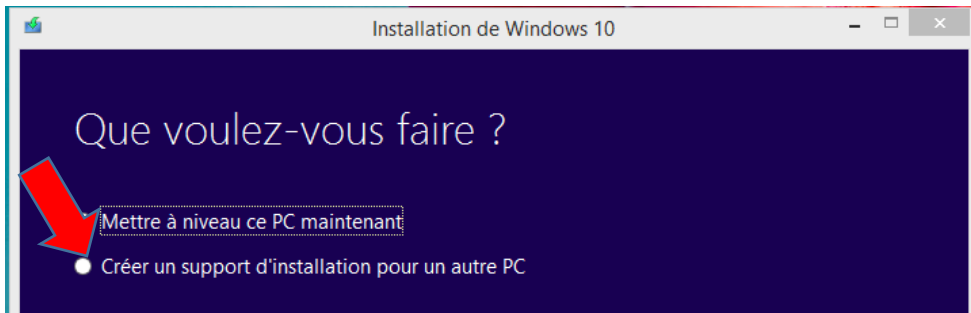 Installation de Windows 10
Que voulez-vous faire ?
Mettre à niveau ce PC maintenant
Créer un support d'installation pour un autre PC